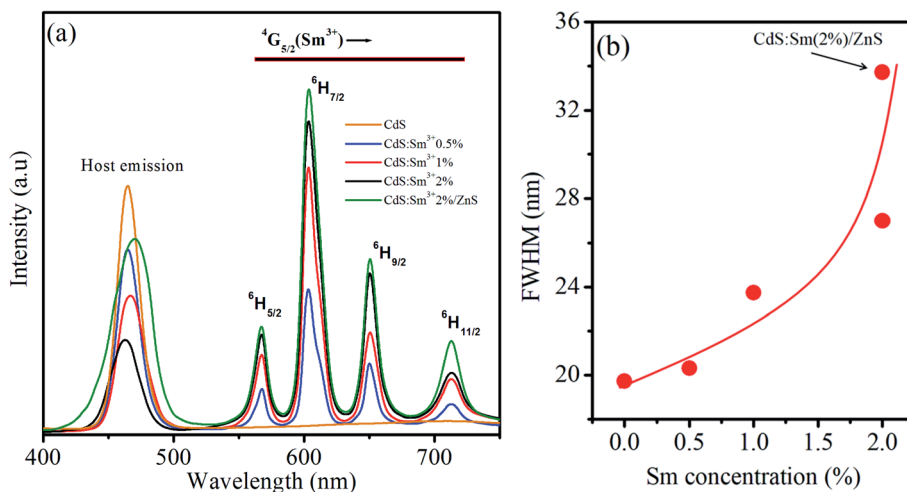 (a)
⁴G₅/₂(Sm³⁺)
⁶H₇/₂
CdS
CdS:Sm³⁺0.5%
CdS:Sm³⁺1%
CdS:Sm³⁺2%
CdS:Sm³⁺2%/ZnS
Host emission
⁶H₉/₂
⁶H₅/₂
⁶H₁₁/₂
Intensity (a.u)
400 500 600 700
Wavelength (nm)
(b)
CdS:Sm(2%)/ZnS
36
32
28
24
20
FWHM (nm)
0.0 0.5 1.0 1.5 2.0
Sm concentration (%)